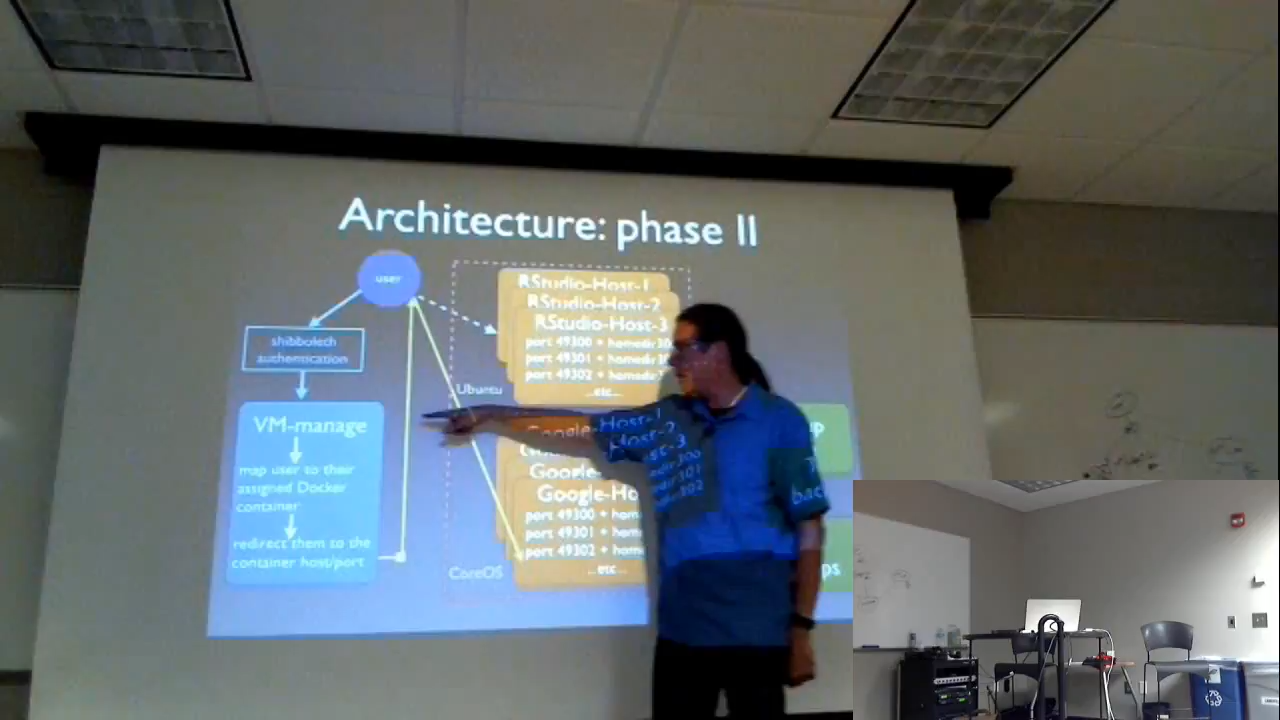 Architecture: phase II
user
shibboleth
authentication
VM-manage
map user to their
assigned Docker
container
redirect them to the
container host/port
RStudio-Host-1
RStudio-Host-2
RStudio-Host-3
port 49300 +
port 49301 +
port 49302 +
...etc...
Ubuntu
port 49300 +
port 49301 +
port 49302 +
...etc...
CoreOS